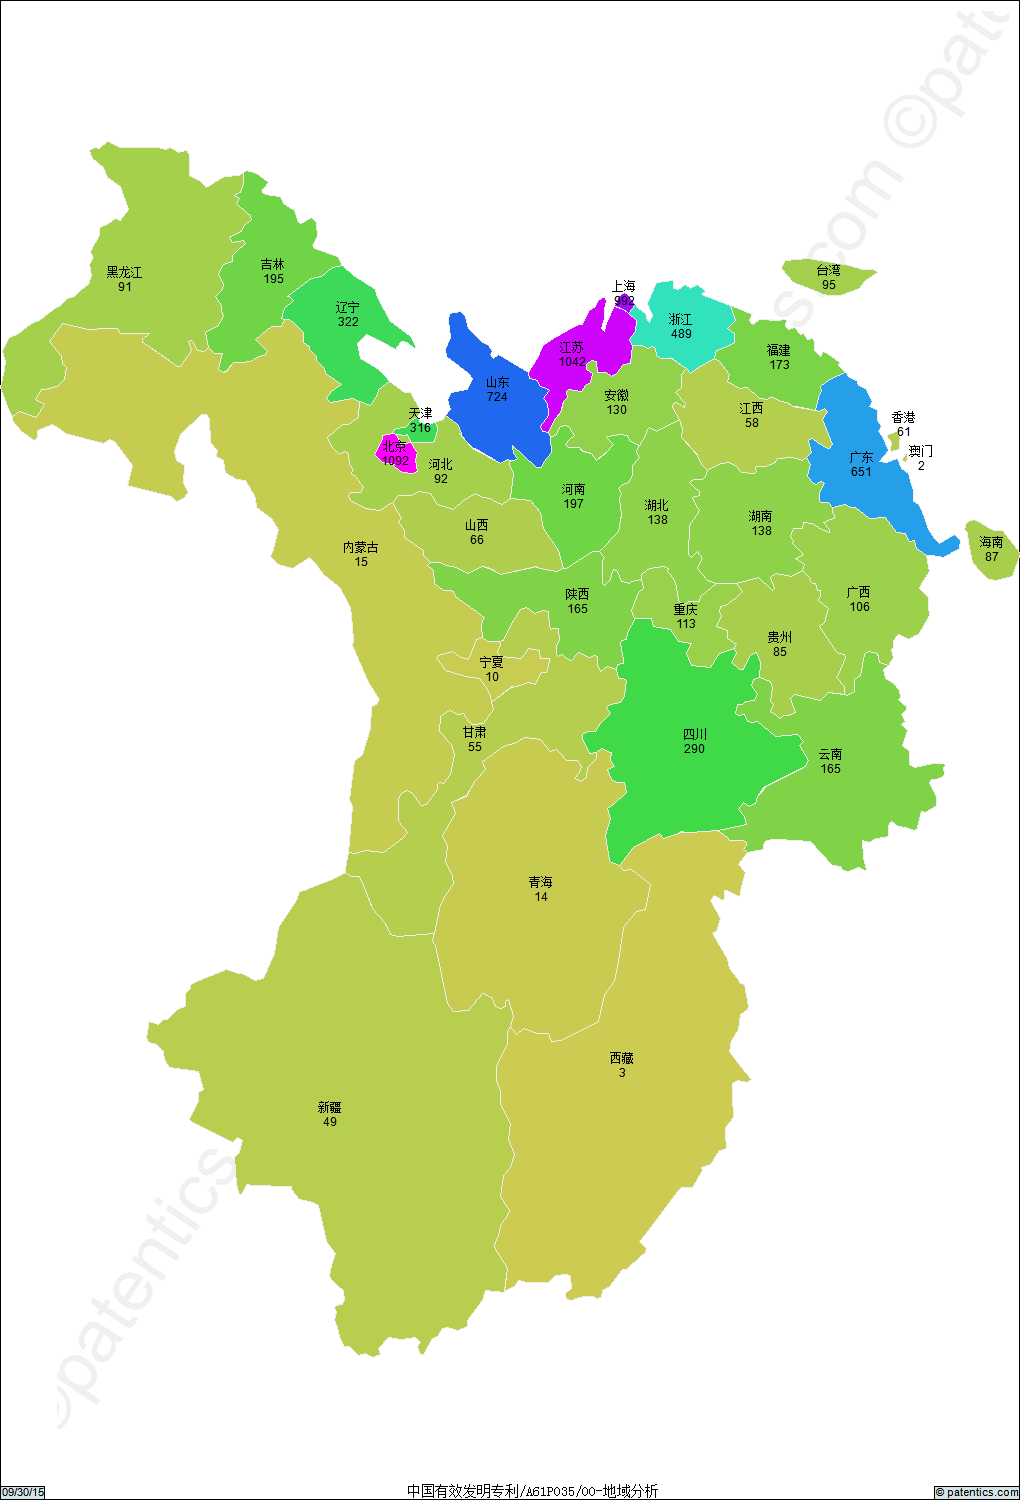 ©patentics.com ©pate
黑龙江
91
吉林
195
辽宁
322
台湾
95
上海
992
浙江
489
江苏
1042
福建
173
山东
724
安徽
130
江西
58
天津
316
香港
61
澳门
2
北京
1092
河北
92
广东
651
河南
197
湖北
138
湖南
138
山西
66
海南
87
内蒙古
15
陕西
165
重庆
113
广西
106
贵州
85
宁夏
10
甘肃
55
四川
290
云南
165
青海
14
西藏
3
新疆
49
09/30/15
中国有效发明专利/A61P035/00-地域分析
© patentics.com